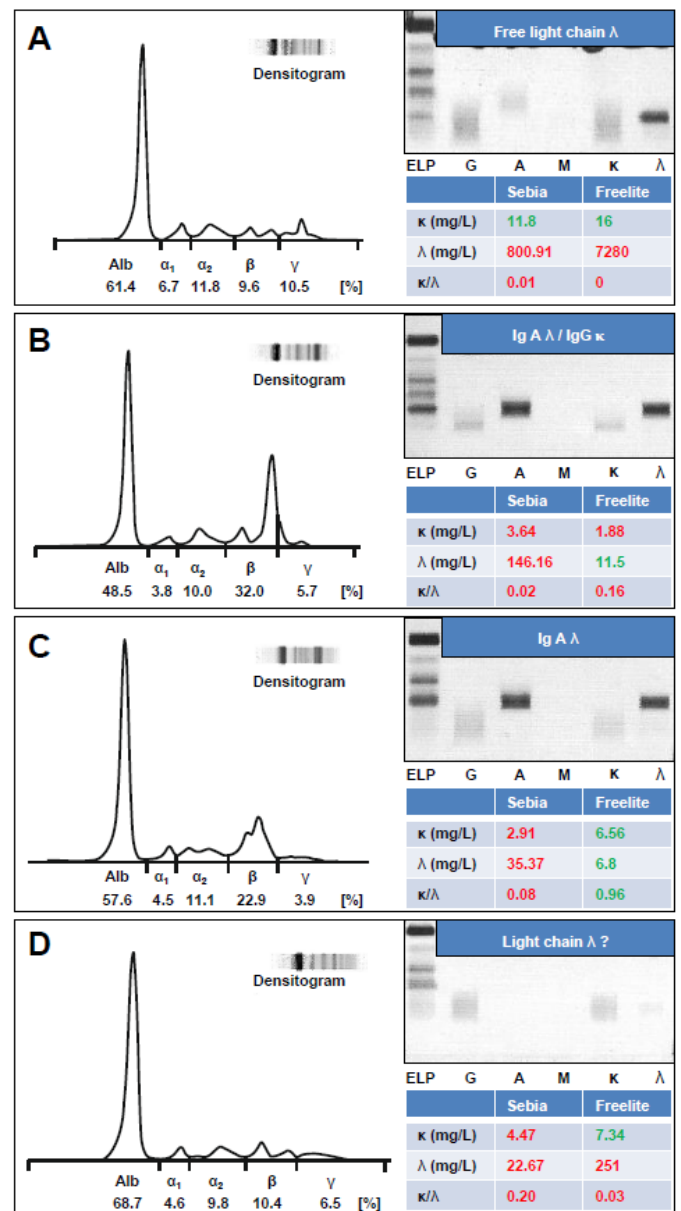 A
Densitogram
Alb α1 α2 β γ
61.4 6.7 11.8 9.6 10.5 [%]
Free light chain λ
ELP G A M κ λ
Sebia Freelite
κ (mg/L) 11.8 16
λ (mg/L) 800.91 7280
κ/λ 0.01 0
B
Densitogram
Alb α1 α2 β γ
48.5 3.8 10.0 32.0 5.7 [%]
Ig A λ / IgG κ
ELP G A M κ λ
Sebia Freelite
κ (mg/L) 3.64 1.88
λ (mg/L) 146.16 11.5
κ/λ 0.02 0.16
C
Densitogram
Alb α1 α2 β γ
57.6 4.5 11.1 22.9 3.9 [%]
Ig A λ
ELP G A M κ λ
Sebia Freelite
κ (mg/L) 2.91 6.56
λ (mg/L) 35.37 6.8
κ/λ 0.08 0.96
D
Densitogram
Alb α1 α2 β γ
68.7 4.6 9.8 10.4 6.5 [%]
Light chain λ ?
ELP G A M κ λ
Sebia Freelite
κ (mg/L) 4.47 7.34
λ (mg/L) 22.67 251
κ/λ 0.20 0.03